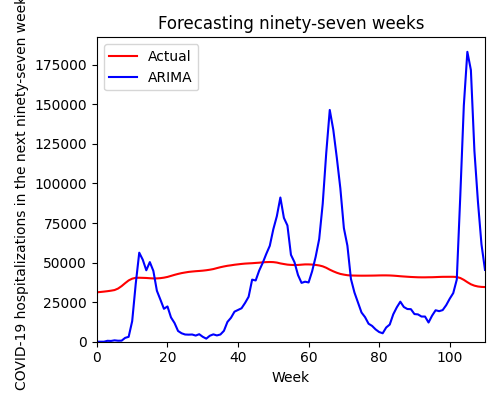 Forecasting ninety-seven weeks
COVID-19 hospitalizations in the next ninety-seven week
175000
150000
125000
100000
75000
50000
25000
0
Actual
ARIMA
0 20 40 60 80 100
Week